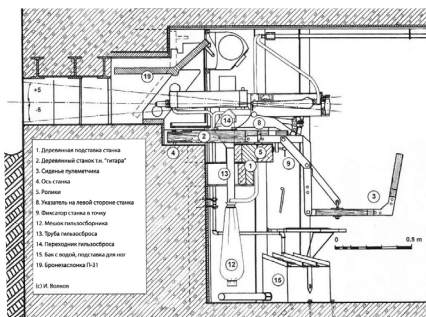 +5
-5
19
14
8
2
4
5
1
9
13
3
12
15
0
0,5 m
1. Деревянная подставка станка
2. Деревянный станок т.н. "гитара"
3. Сиденье пулеметчика
4. Ось станка
5. Ролики
8. Указатель на левой стороне станка
9. Фиксатор станка в точку
12. Мешок гильзосборника
13. Труба гильзосброса
14. Переходник гильзосброса
15. Бак с водой, подставка для ног
19. Бронезаслонка П-31
(c) И. Волков